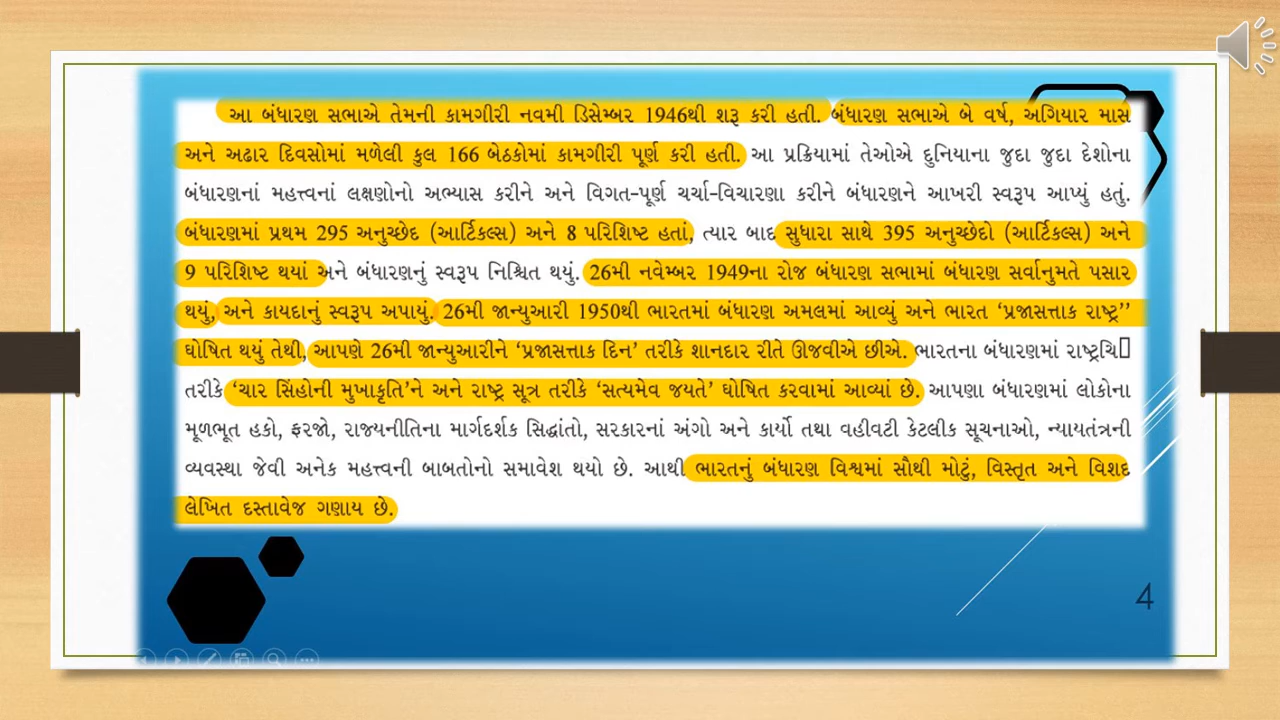 આ બંધારણ સભાએ તેમની કામગીરી નવમી ડિસેમ્બર 1946થી શરૂ કરી હતી. બંધારણ સભાએ બે વર્ષ, અગિયાર માસ
અને અઢાર દિવસોમાં મળેલી કુલ 166 બેઠકોમાં કામગીરી પૂર્ણ કરી હતી. આ પ્રક્રિયામાં તેઓએ દુનિયાના જુદા જુદા દેશોના
બંધારણનાં મહત્ત્વનાં લક્ષણોનો અભ્યાસ કરીને અને વિગત-પૂર્ણ ચર્ચા-વિચારણા કરીને બંધારણને આખરી સ્વરૂપ આપ્યું હતું.
બંધારણમાં પ્રથમ 295 અનુચ્છેદ (આર્ટિકલ્સ) અને 8 પરિશિષ્ટ હતાં, ત્યાર બાદ સુધારા સાથે 395 અનુચ્છેદો (આર્ટિકલ્સ) અને
9 પરિશિષ્ટ થયાં અને બંધારણનું સ્વરૂપ નિશ્ચિત થયું. 26મી નવેમ્બર 1949ના રોજ બંધારણ સભામાં બંધારણ સર્વાનુમતે પસાર
થયું, અને કાયદાનું સ્વરૂપ અપાયું. 26મી જાન્યુઆરી 1950થી ભારતમાં બંધારણ અમલમાં આવ્યું અને ભારત ‘પ્રજાસત્તાક રાષ્ટ્ર’’
ઘોષિત થયું તેથી, આપણે 26મી જાન્યુઆરીને ‘પ્રજાસત્તાક દિન’ તરીકે શાનદાર રીતે ઊજવીએ છીએ. ભારતના બંધારણમાં રાષ્ટ્રચિ
તરીકે ‘ચાર સિંહોની મુખાકૃતિ’ને અને રાષ્ટ્ર સૂત્ર તરીકે ‘સત્યમેવ જયતે’ ઘોષિત કરવામાં આવ્યાં છે. આપણા બંધારણમાં લોકોના
મૂળભૂત હકો, ફરજો, રાજ્યનીતિના માર્ગદર્શક સિદ્ધાંતો, સરકારનાં અંગો અને કાર્યો તથા વહીવટી કેટલીક સૂચનાઓ, ન્યાયતંત્રની
વ્યવસ્થા જેવી અનેક મહત્ત્વની બાબતોનો સમાવેશ થયો છે. આથી ભારતનું બંધારણ વિશ્વમાં સૌથી મોટું, વિસ્તૃત અને વિશદ
લેખિત દસ્તાવેજ ગણાય છે.
4